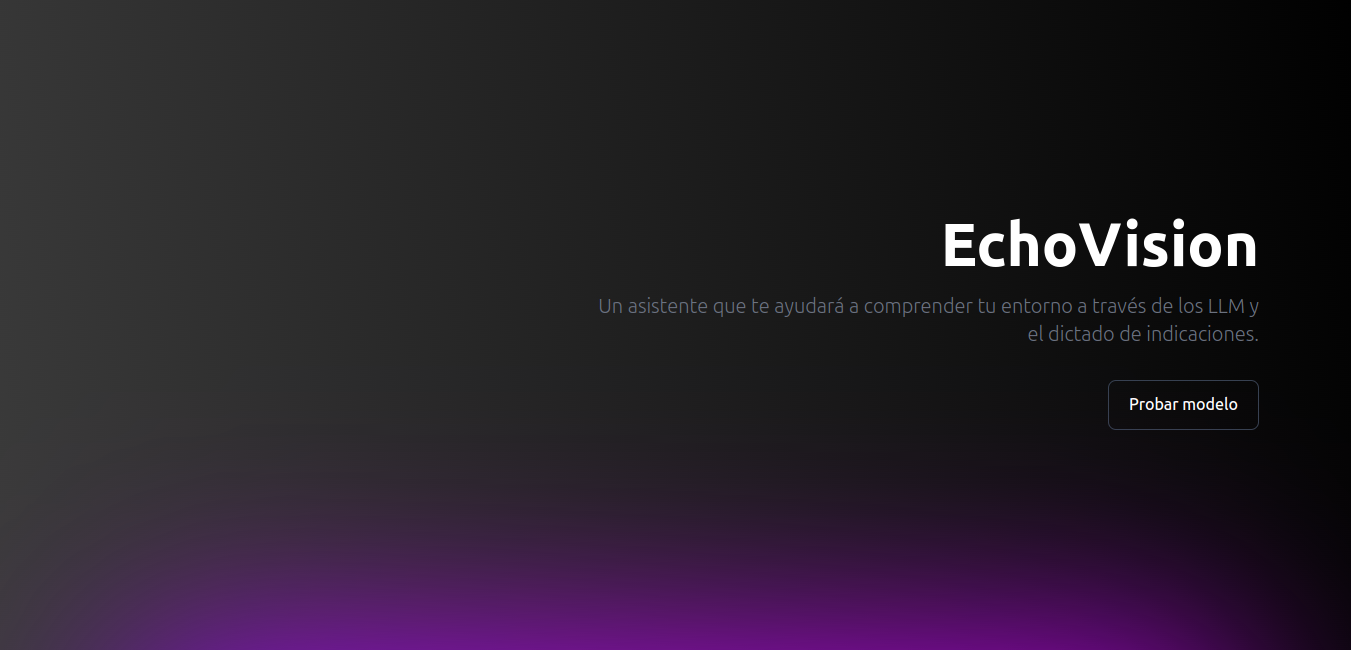 EchoVision
Un asistente que te ayudará a comprender tu entorno a través de los LLM y
el dictado de indicaciones.
Probar modelo